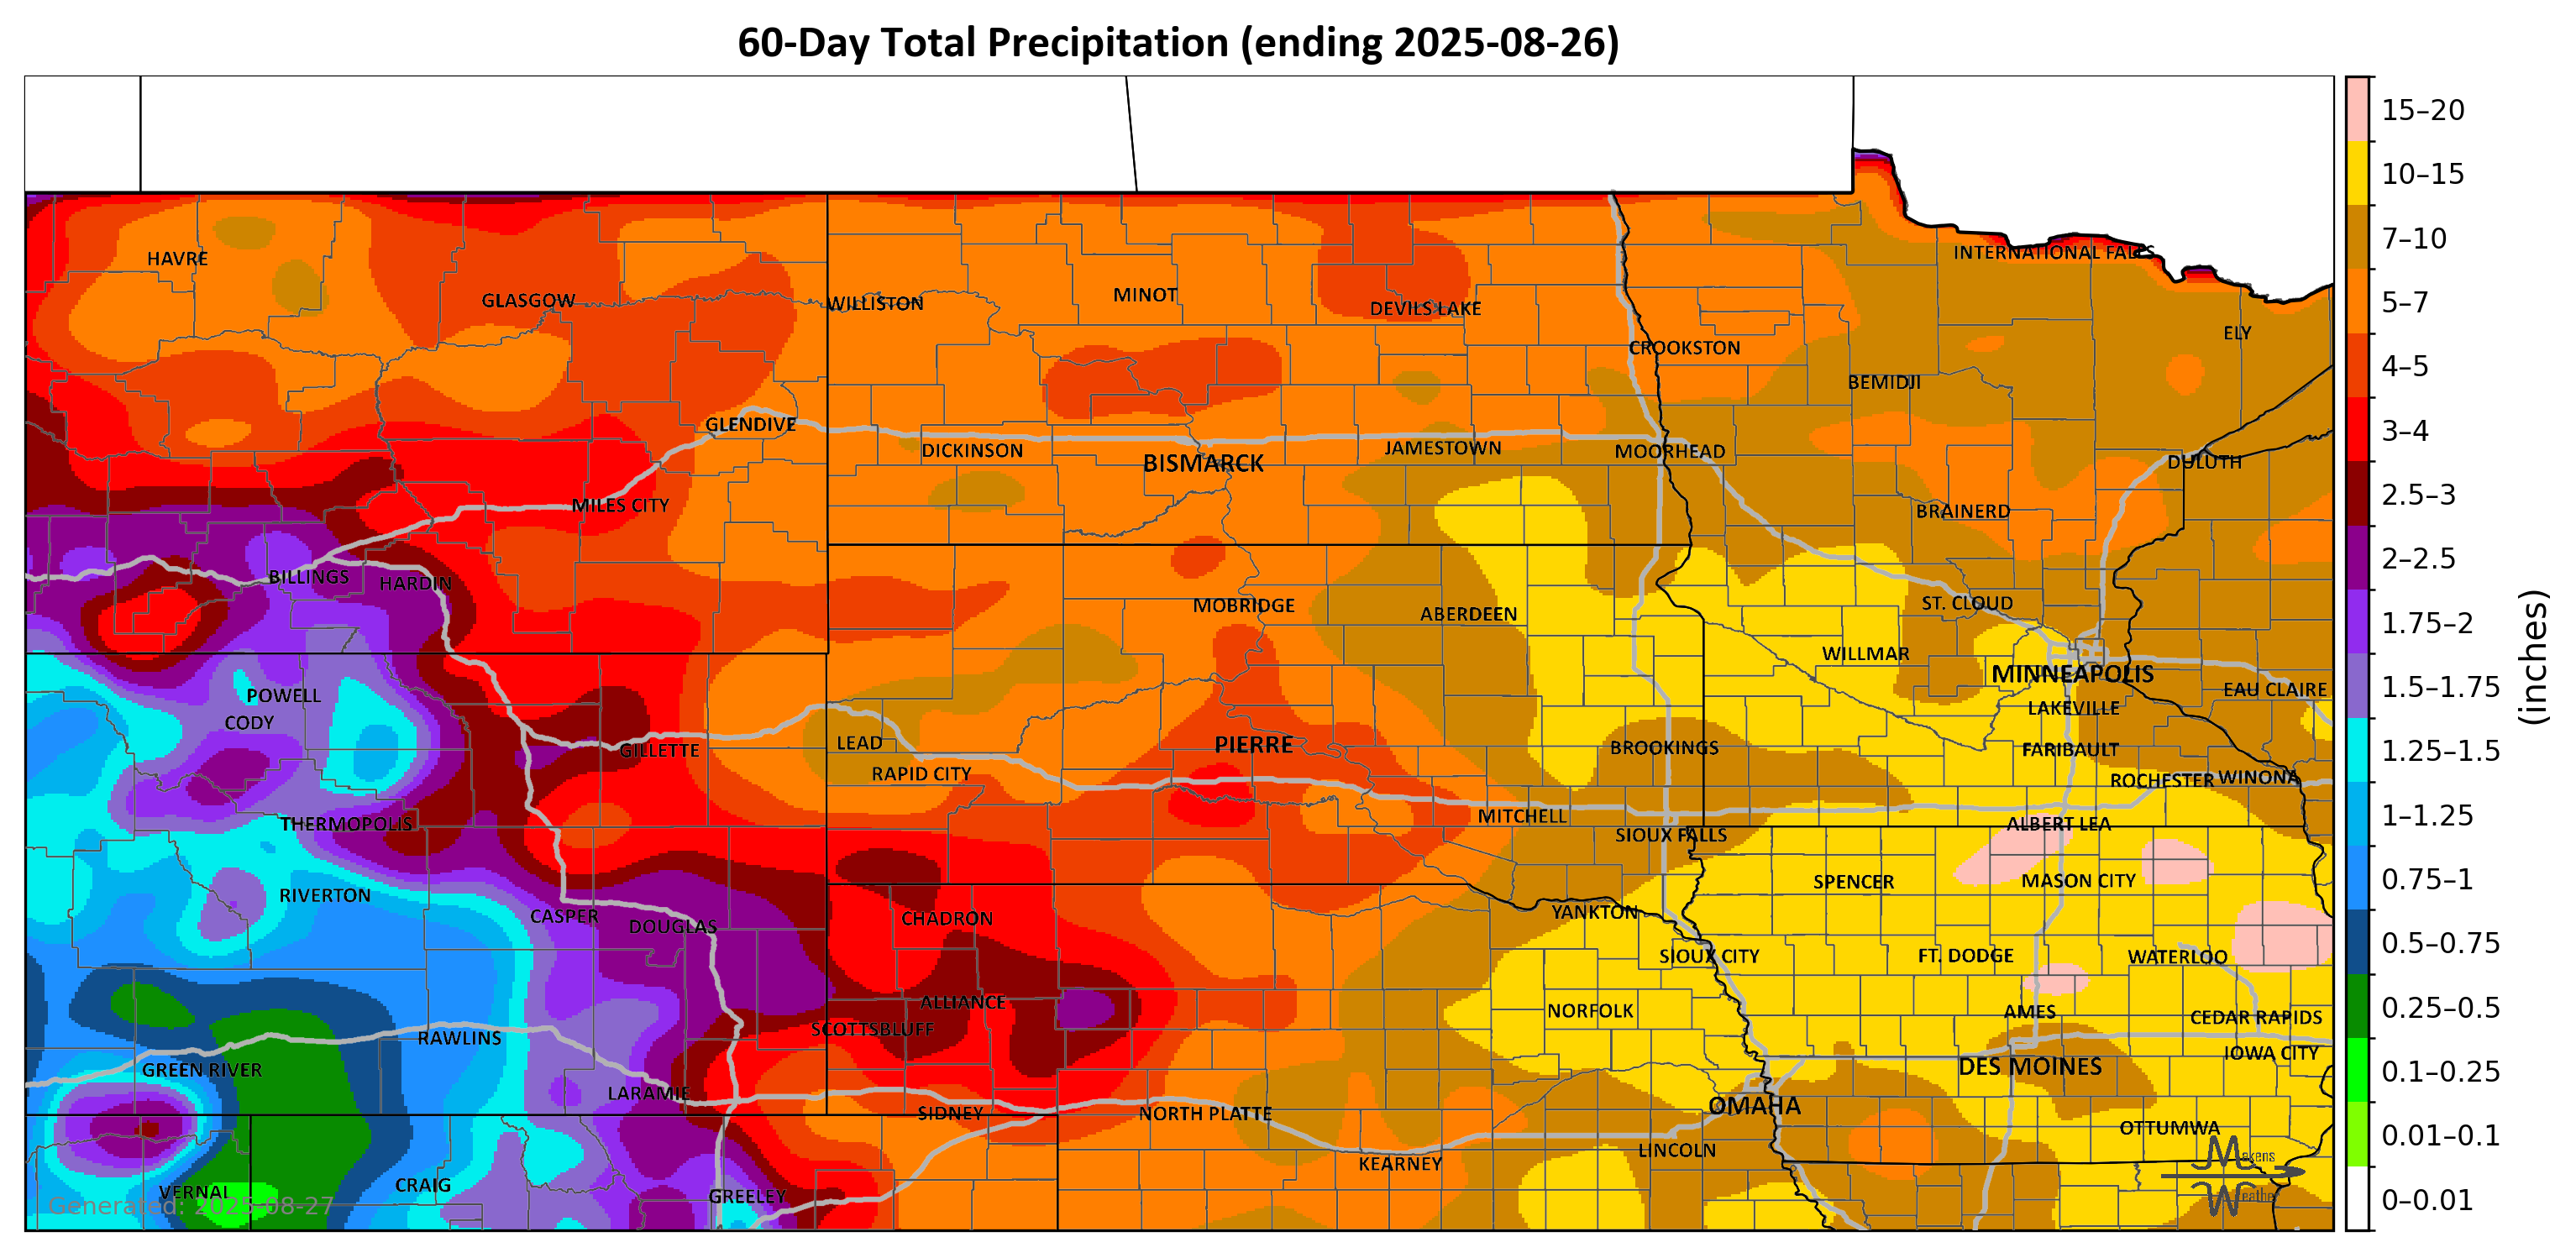 60-Day Total Precipitation (ending 2025-08-26)
15–20
10–15
7–10
5–7
4–5
3–4
2.5–3
2–2.5
1.75–2
1.5–1.75
1.25–1.5
1–1.25
0.75–1
0.5–0.75
0.25–0.5
0.1–0.25
0.01–0.1
0–0.01
(inches)
HAVRE
INTERNATIONAL FALLS
GLASGOW
WILLISTON
MINOT
DEVILS LAKE
ELY
CROOKSTON
BEMIDJI
GLENDIVE
DICKINSON
BISMARCK
JAMESTOWN
MOORHEAD
DULUTH
MILES CITY
BRAINERD
BILLINGS
HARDIN
MOBRIDGE
ABERDEEN
ST. CLOUD
WILLMAR
MINNEAPOLIS
POWELL
EAU CLAIRE
CODY
LAKEVILLE
GILLETTE
LEAD
PIERRE
BROOKINGS
FARIBAULT
RAPID CITY
ROCHESTER
WINONA
THERMOPOLIS
MITCHELL
SIOUX FALLS
ALBERT LEA
RIVERTON
SPENCER
MASON CITY
CASPER
DOUGLAS
CHADRON
YANKTON
SIOUX CITY
FT. DODGE
WATERLOO
ALLIANCE
NORFOLK
AMES
CEDAR RAPIDS
SCOTTSBLUFF
RAWLINS
IOWA CITY
GREEN RIVER
DES MOINES
LARAMIE
OMAHA
SIDNEY
NORTH PLATTE
OTTUMWA
LINCOLN
KEARNEY
VERNAL
CRAIG
GREELEY
Makens
Weather
Generated: 2025-08-27